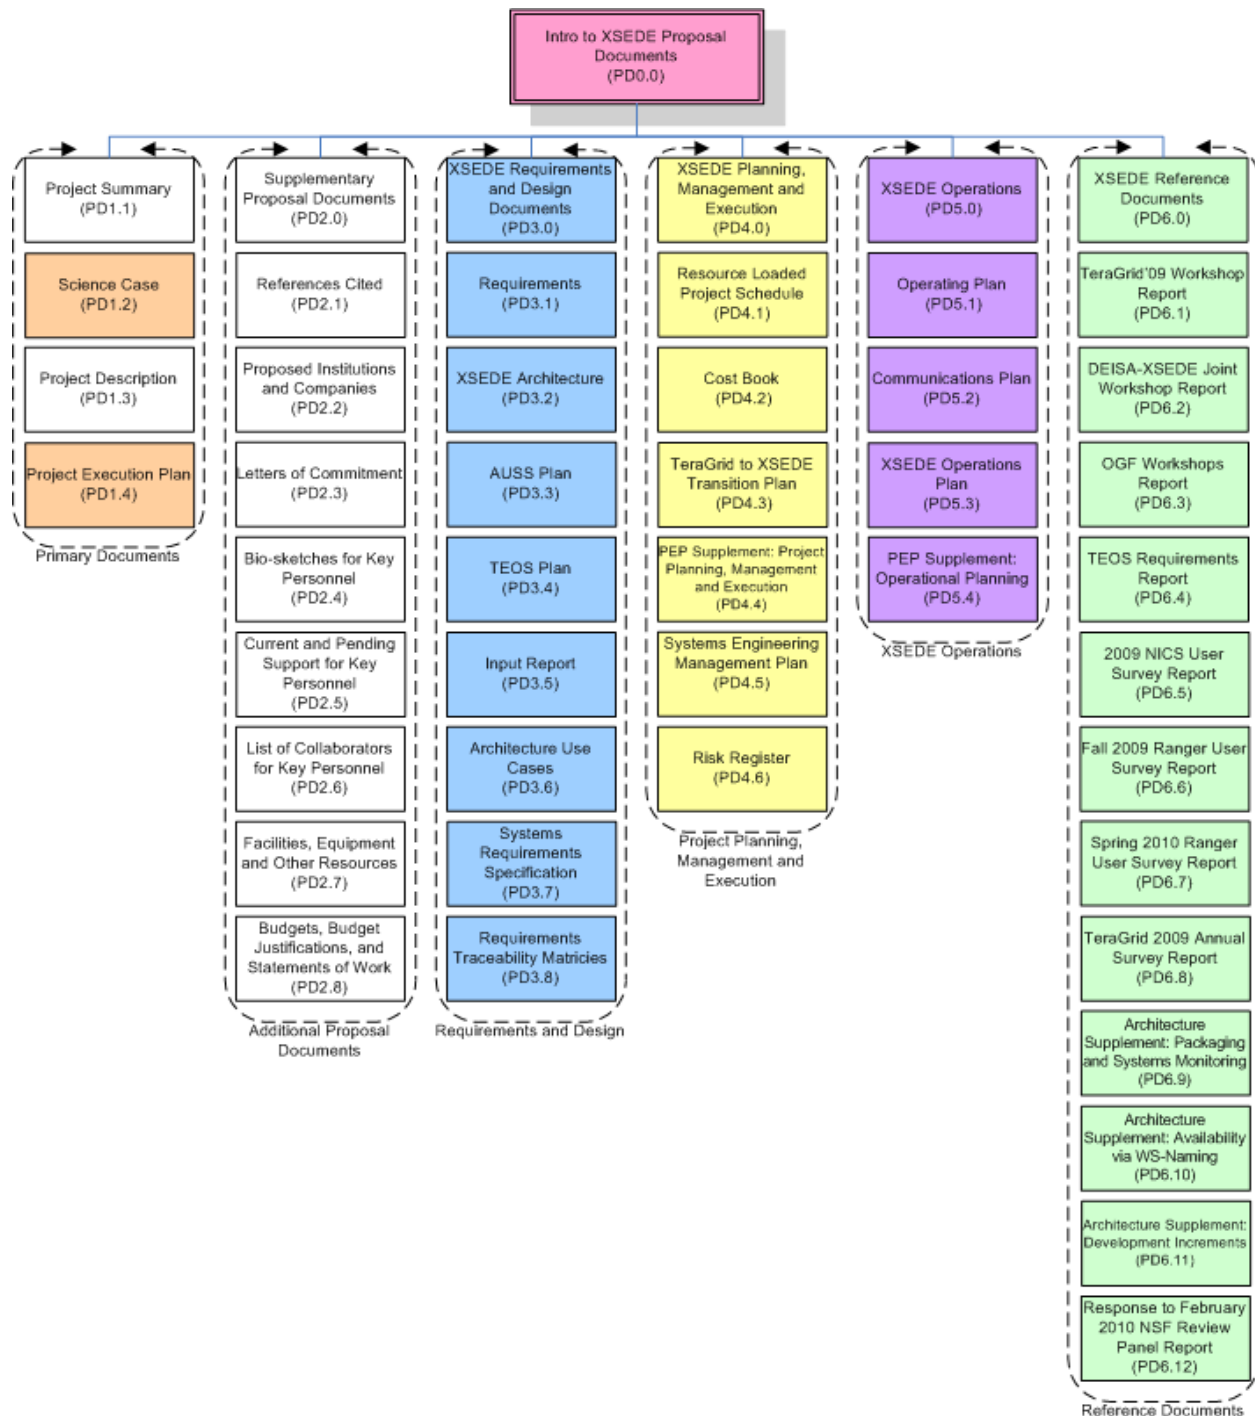 Intro to XSEDE Proposal
Documents
(PD0.0)
Project Summary
(PD1.1)
Science Case
(PD1.2)
Project Description
(PD1.3)
Project Execution Plan
(PD1.4)
Primary Documents
Supplementary
Proposal Documents
(PD2.0)
References Cited
(PD2.1)
Proposed Institutions
and Companies
(PD2.2)
Letters of Commitment
(PD2.3)
Bio-sketches for Key
Personnel
(PD2.4)
Current and Pending
Support for Key
Personnel
(PD2.5)
List of Collaborators
for Key Personnel
(PD2.6)
Facilities, Equipment
and Other Resources
(PD2.7)
Budgets, Budget
Justifications, and
Statements of Work
(PD2.8)
Additional Proposal
Documents
XSEDE Requirements
and Design
Documents
(PD3.0)
Requirements
(PD3.1)
XSEDE Architecture
(PD3.2)
AUSS Plan
(PD3.3)
TEOS Plan
(PD3.4)
Input Report
(PD3.5)
Architecture Use
Cases
(PD3.6)
Systems
Requirements
Specification
(PD3.7)
Requirements
Traceability Matricies
(PD3.8)
Requirements and Design
XSEDE Planning,
Management and
Execution
(PD4.0)
Resource Loaded
Project Schedule
(PD4.1)
Cost Book
(PD4.2)
TeraGrid to XSEDE
Transition Plan
(PD4.3)
PEP Supplement: Project
Planning, Management
and Execution
(PD4.4)
Systems Engineering
Management Plan
(PD4.5)
Risk Register
(PD4.6)
Project Planning,
Management and
Execution
XSEDE Operations
(PD5.0)
Operating Plan
(PD5.1)
Communications Plan
(PD5.2)
XSEDE Operations
Plan
(PD5.3)
PEP Supplement:
Operational Planning
(PD5.4)
XSEDE Operations
XSEDE Reference
Documents
(PD6.0)
TeraGrid'09 Workshop
Report
(PD6.1)
DEISA-XSEDE Joint
Workshop Report
(PD6.2)
OGF Workshops
Report
(PD6.3)
TEOS Requirements
Report
(PD6.4)
2009 NICS User
Survey Report
(PD6.5)
Fall 2009 Ranger User
Survey Report
(PD6.6)
Spring 2010 Ranger
User Survey Report
(PD6.7)
TeraGrid 2009 Annual
Survey Report
(PD6.8)
Architecture
Supplement: Packaging
and Systems Monitoring
(PD6.9)
Architecture
Supplement: Availability
via WS-Naming
(PD6.10)
Architecture Supplement:
Development Increments
(PD6.11)
Response to February
2010 NSF Review
Panel Report
(PD6.12)
Reference Documents